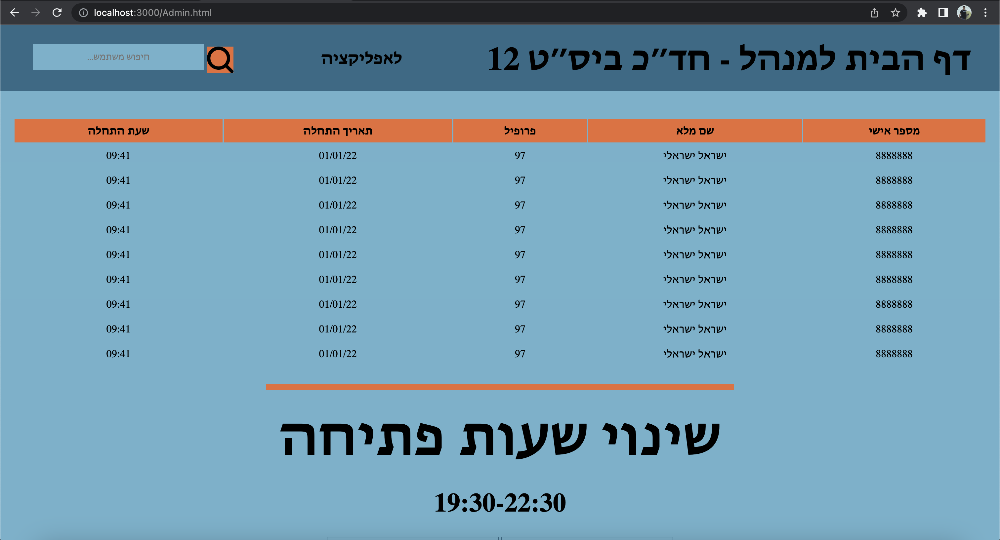 localhost:3000/Admin.html
דף הבית למנהל - חד״כ ביס״ט 12
לאפליקציה
חיפוש משתמש...
מספר אישי שם מלא פרופיל תאריך התחלה שעת התחלה
8888888 ישראל ישראלי 97 01/01/22 09:41
8888888 ישראל ישראלי 97 01/01/22 09:41
8888888 ישראל ישראלי 97 01/01/22 09:41
8888888 ישראל ישראלי 97 01/01/22 09:41
8888888 ישראל ישראלי 97 01/01/22 09:41
8888888 ישראל ישראלי 97 01/01/22 09:41
8888888 ישראל ישראלי 97 01/01/22 09:41
8888888 ישראל ישראלי 97 01/01/22 09:41
8888888 ישראל ישראלי 97 01/01/22 09:41
שינוי שעות פתיחה
19:30-22:30